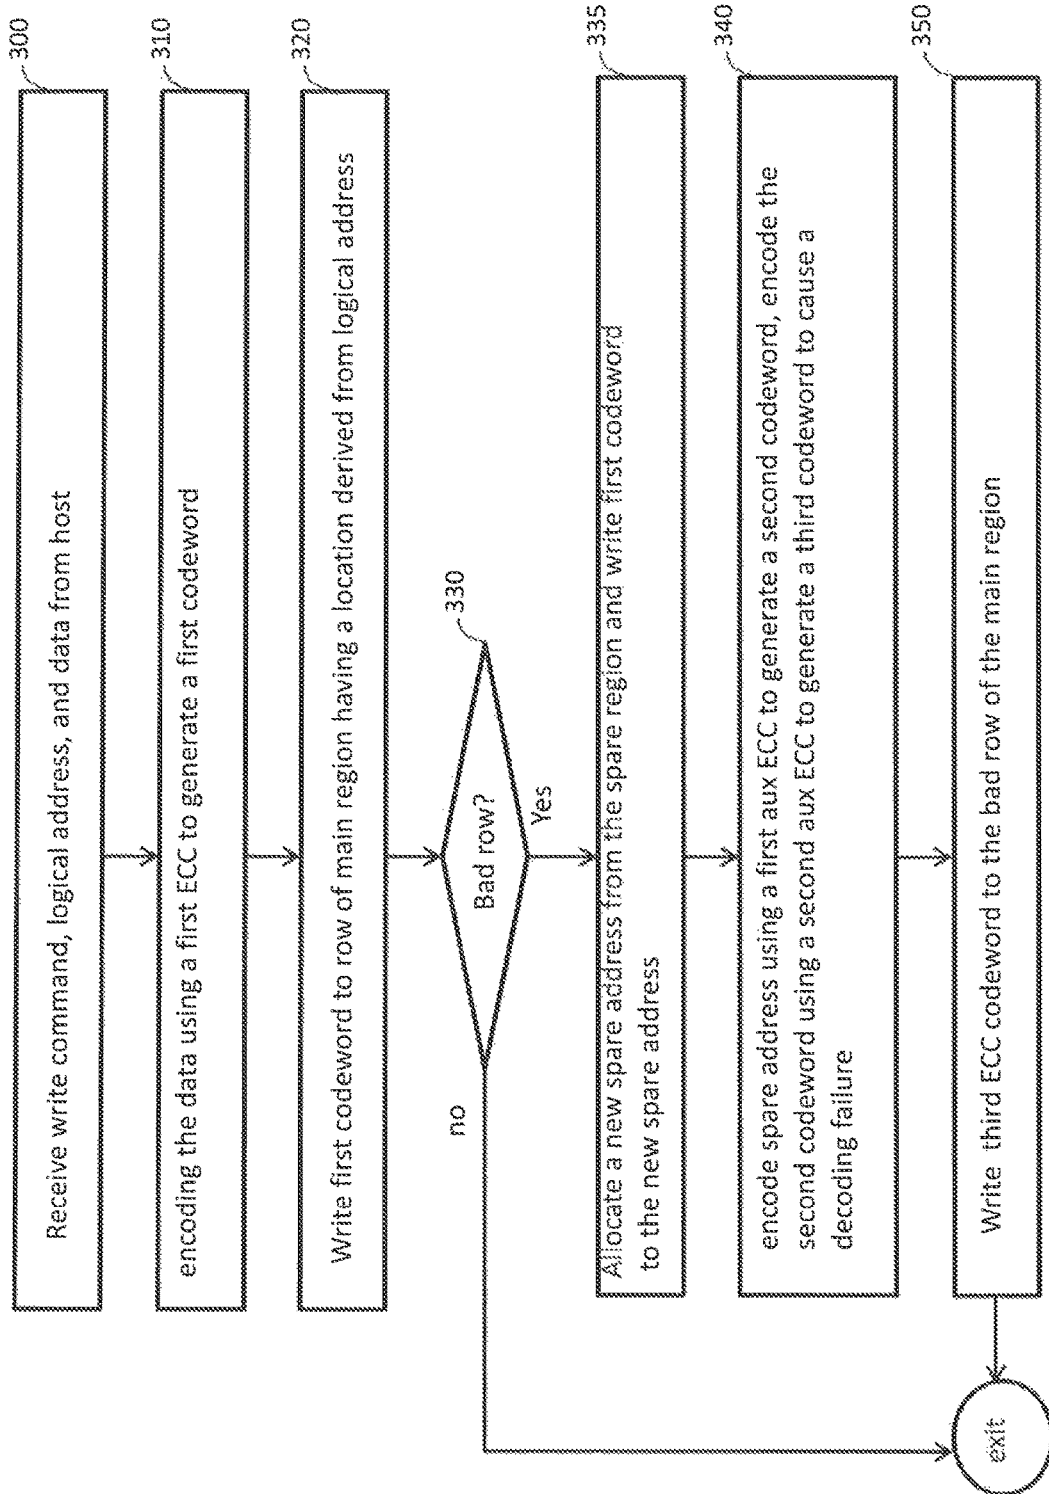 300
Receive write command, logical address, and data from host
310
encoding the data using a first ECC to generate a first codeword
320
Write first codeword to row of main region having a location derived from logical address
330
Bad row?
no
Yes
335
Allocate a new spare address from the spare region and write first codeword
to the new spare address
340
encode spare address using a first aux ECC to generate a second codeword, encode the
second codeword using a second aux ECC to generate a third codeword to cause a
decoding failure
350
Write third ECC codeword to the bad row of the main region
exit